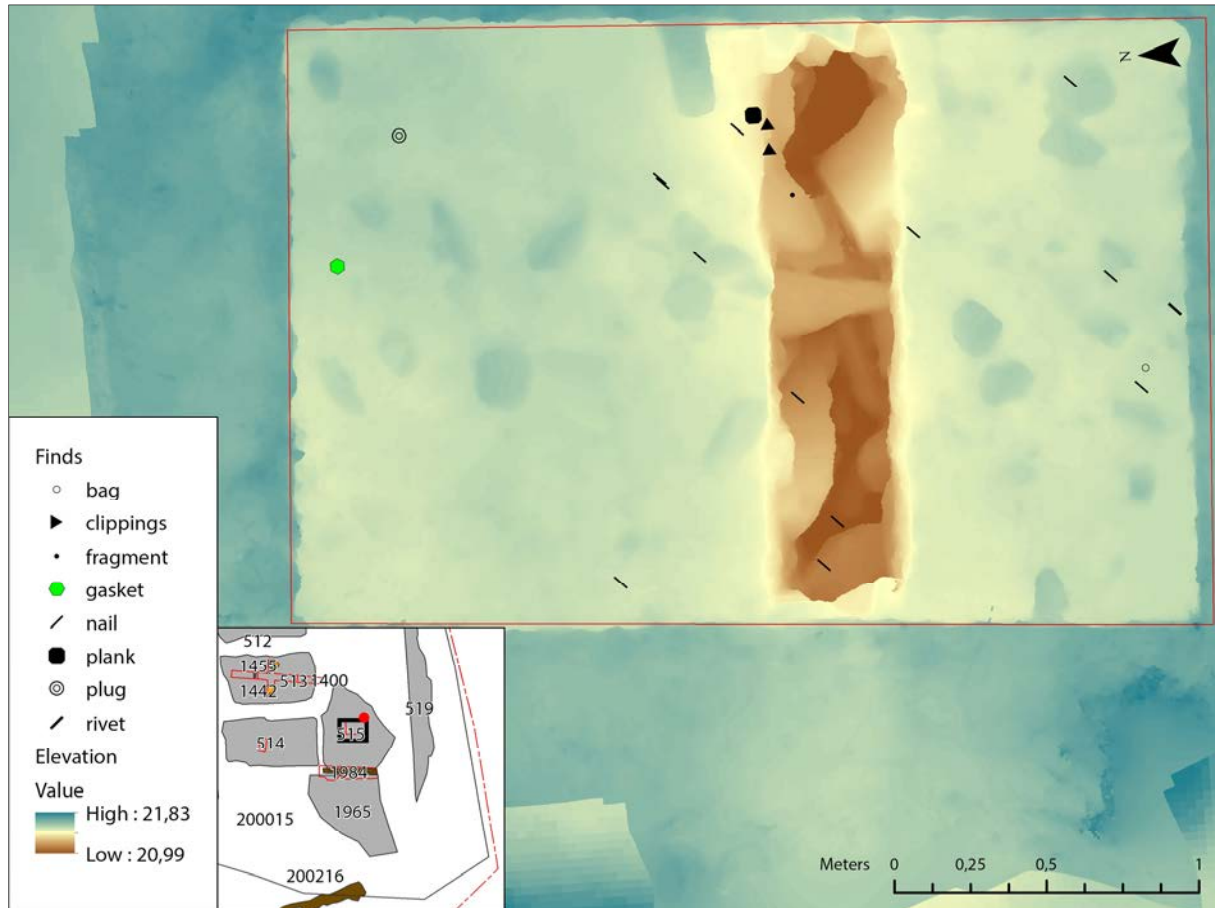 N
Finds
bag
clippings
fragment
gasket
nail
plank
plug
rivet
Elevation
Value
High : 21,83
Low : 20,99
512
1455
513
1400
1442
519
515
514
1984
1965
200015
200216
Meters 0 0,25 0,5 1